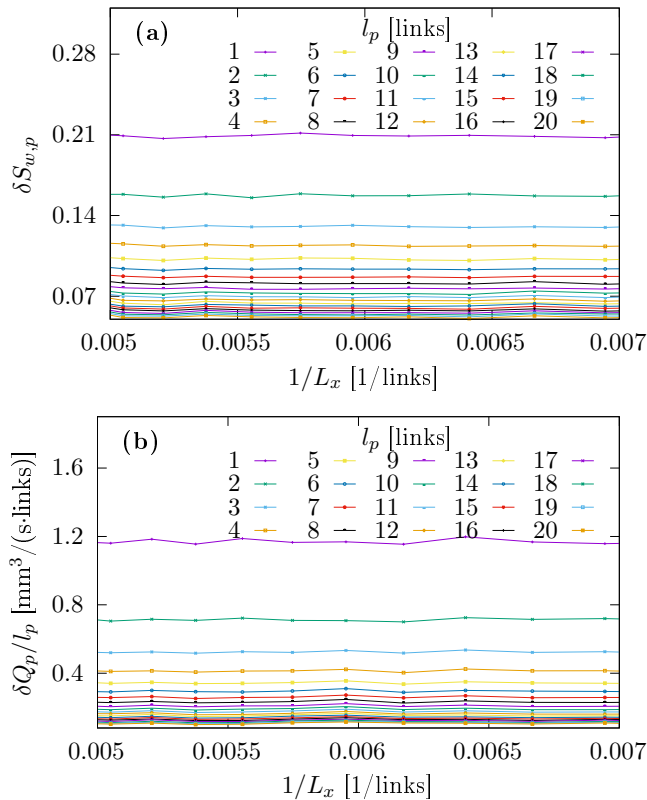 (a)
l_p [links]
1 5 9 13 17
2 6 10 14 18
3 7 11 15 19
4 8 12 16 20
0.28
0.21
0.14
0.07
δS_{w,p}
0.005 0.0055 0.006 0.0065 0.007
1/L_x [1/links]
(b)
l_p [links]
1 5 9 13 17
2 6 10 14 18
3 7 11 15 19
4 8 12 16 20
1.6
1.2
0.8
0.4
δQ_p/l_p [mm³/(s·links)]
0.005 0.0055 0.006 0.0065 0.007
1/L_x [1/links]